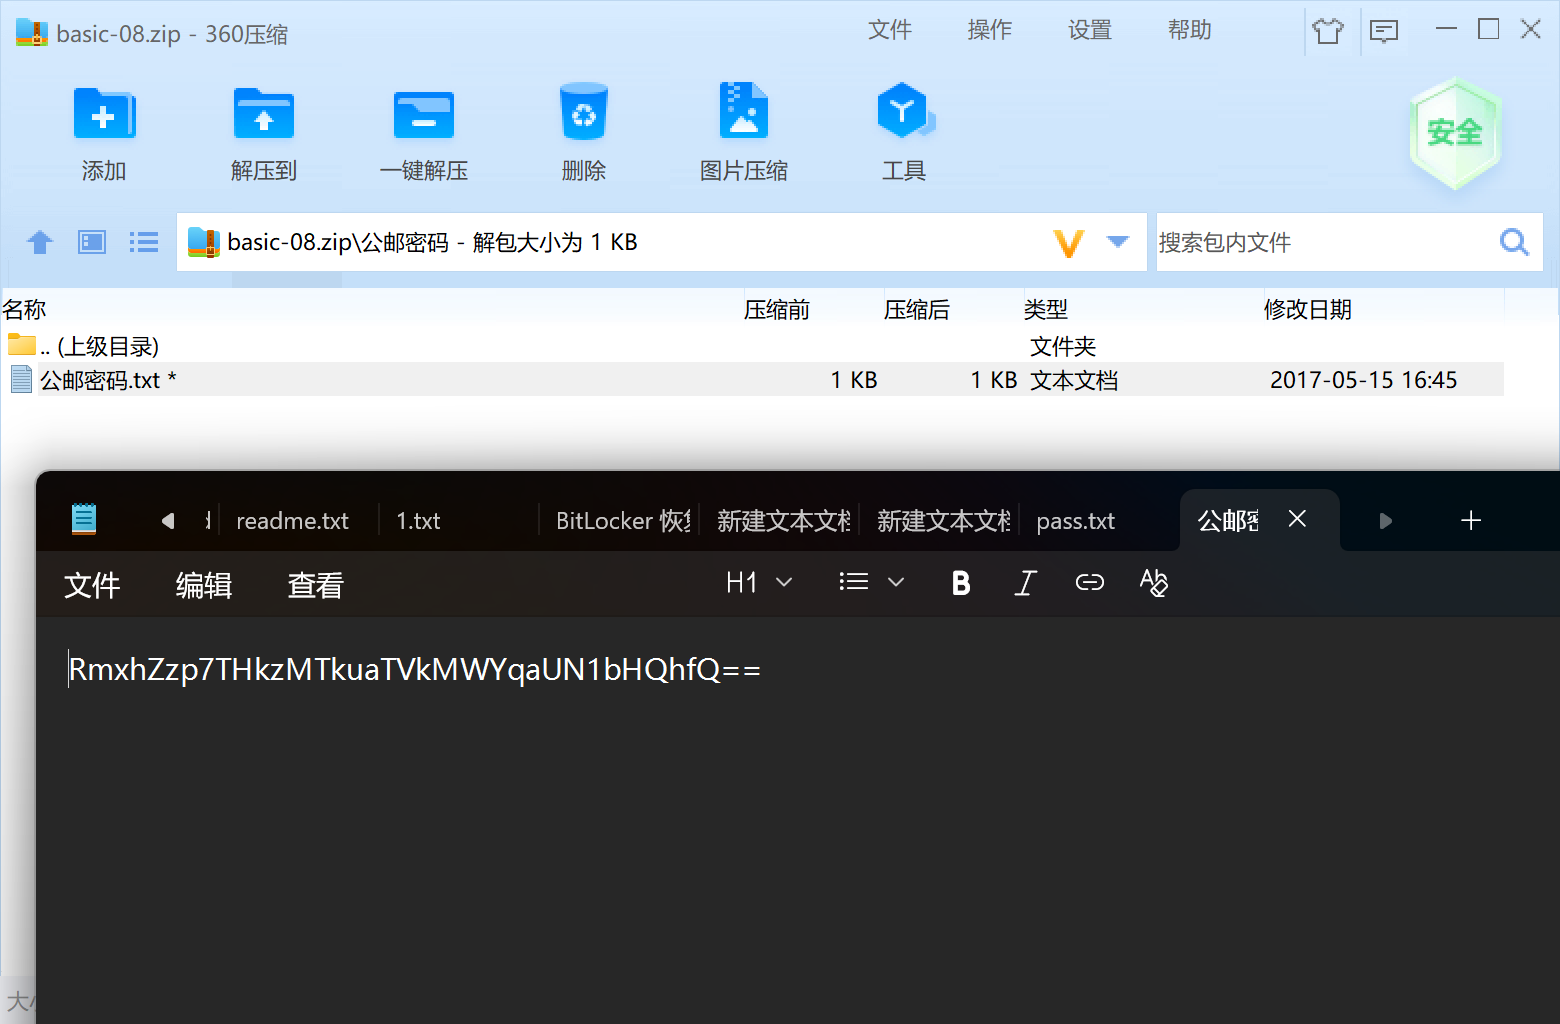 basic-08.zip - 360压缩
文件 操作 设置 帮助
添加 解压到 一键解压 删除 图片压缩 工具
安全
basic-08.zip\公邮密码 - 解包大小为 1 KB
搜索包内文件
名称 压缩前 压缩后 类型 修改日期
.. (上级目录) 文件夹
公邮密码.txt * 1 KB 1 KB 文本文档 2017-05-15 16:45
readme.txt 1.txt BitLocker 恢 新建文本文档 新建文本文档 pass.txt 公邮密
文件 编辑 查看 H1 B I
RmxhZzp7THkzMTkuaTVkMWYqaUN1bHQhfQ==
大小